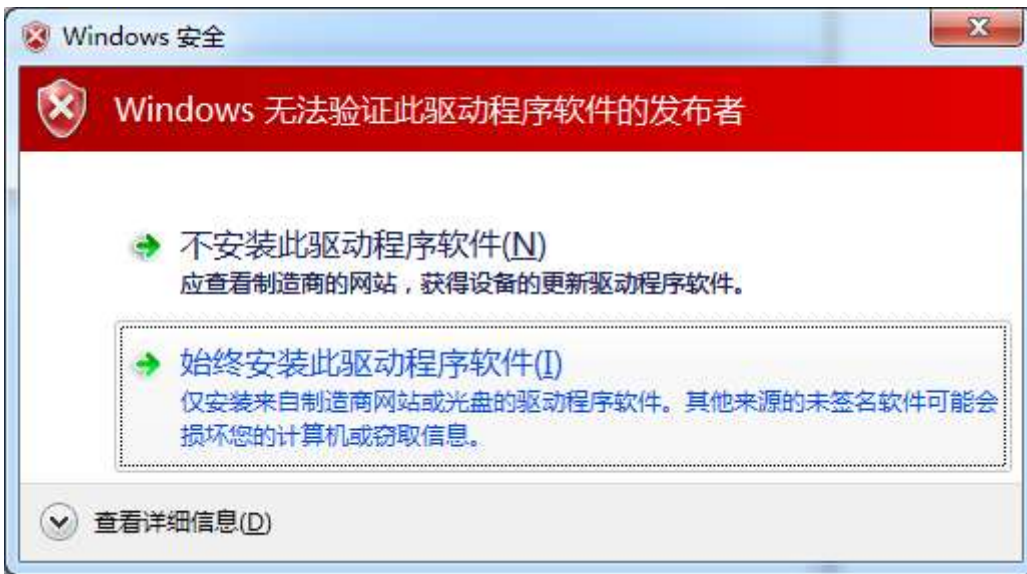 Windows 安全
Windows 无法验证此驱动程序软件的发布者
不安装此驱动程序软件(N)
应查看制造商的网站，获得设备的更新驱动程序软件。
始终安装此驱动程序软件(I)
仅安装来自制造商网站或光盘的驱动程序软件。其他来源的未签名软件可能会
损坏您的计算机或窃取信息。
查看详细信息(D)